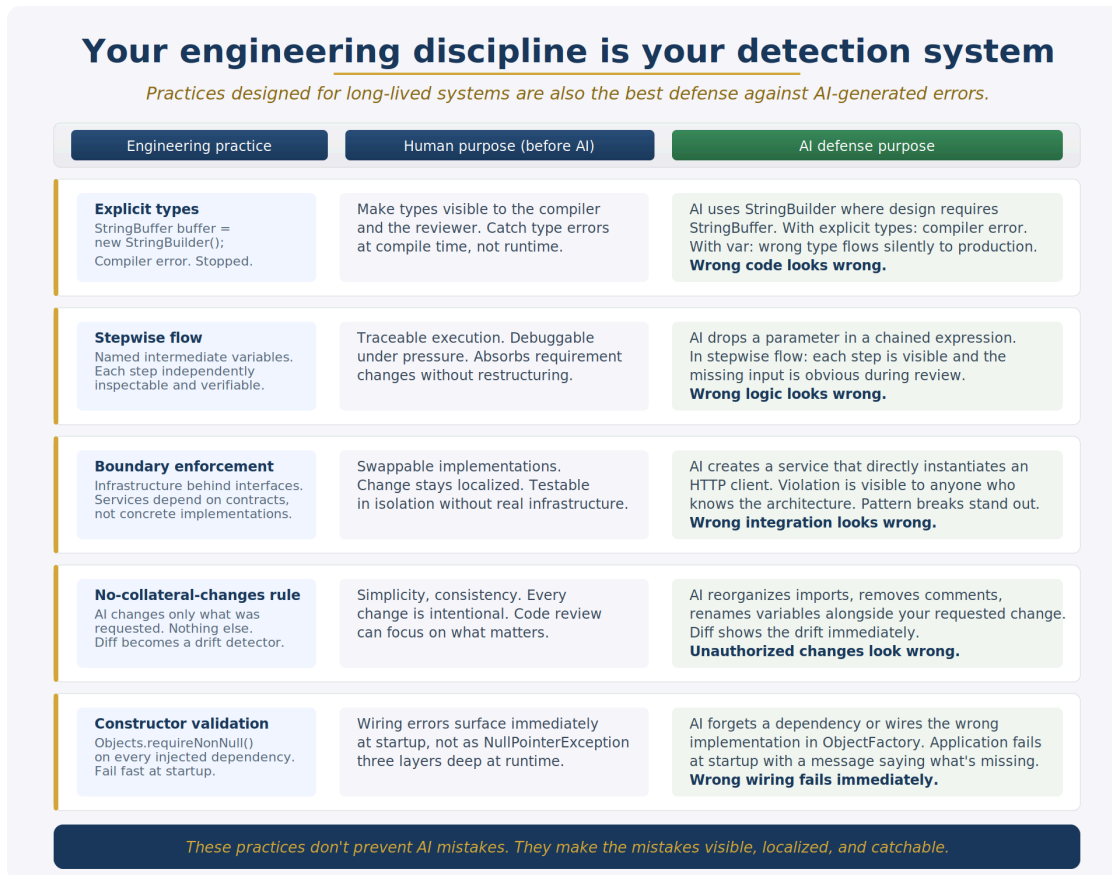 Your engineering discipline is your detection system
Practices designed for long-lived systems are also the best defense against AI-generated errors.
Engineering practice
Human purpose (before AI)
AI defense purpose
Explicit types
StringBuffer buffer =
new StringBuilder();
Compiler error. Stopped.
Make types visible to the compiler
and the reviewer. Catch type errors
at compile time, not runtime.
AI uses StringBuilder where design requires
StringBuffer. With explicit types: compiler error.
With var: wrong type flows silently to production.
Wrong code looks wrong.
Stepwise flow
Named intermediate variables.
Each step independently
inspectable and verifiable.
Traceable execution. Debuggable
under pressure. Absorbs requirement
changes without restructuring.
AI drops a parameter in a chained expression.
In stepwise flow: each step is visible and the
missing input is obvious during review.
Wrong logic looks wrong.
Boundary enforcement
Infrastructure behind interfaces.
Services depend on contracts,
not concrete implementations.
Swappable implementations.
Change stays localized. Testable
in isolation without real infrastructure.
AI creates a service that directly instantiates an
HTTP client. Violation is visible to anyone who
knows the architecture. Pattern breaks stand out.
Wrong integration looks wrong.
No-collateral-changes rule
AI changes only what was
requested. Nothing else.
Diff becomes a drift detector.
Simplicity, consistency. Every
change is intentional. Code review
can focus on what matters.
AI reorganizes imports, removes comments,
renames variables alongside your requested change.
Diff shows the drift immediately.
Unauthorized changes look wrong.
Constructor validation
Objects.requireNonNull()
on every injected dependency.
Fail fast at startup.
Wiring errors surface immediately
at startup, not as NullPointerException
three layers deep at runtime.
AI forgets a dependency or wires the wrong
implementation in ObjectFactory. Application fails
at startup with a message saying what's missing.
Wrong wiring fails immediately.
These practices don't prevent AI mistakes. They make the mistakes visible, localized, and catchable.